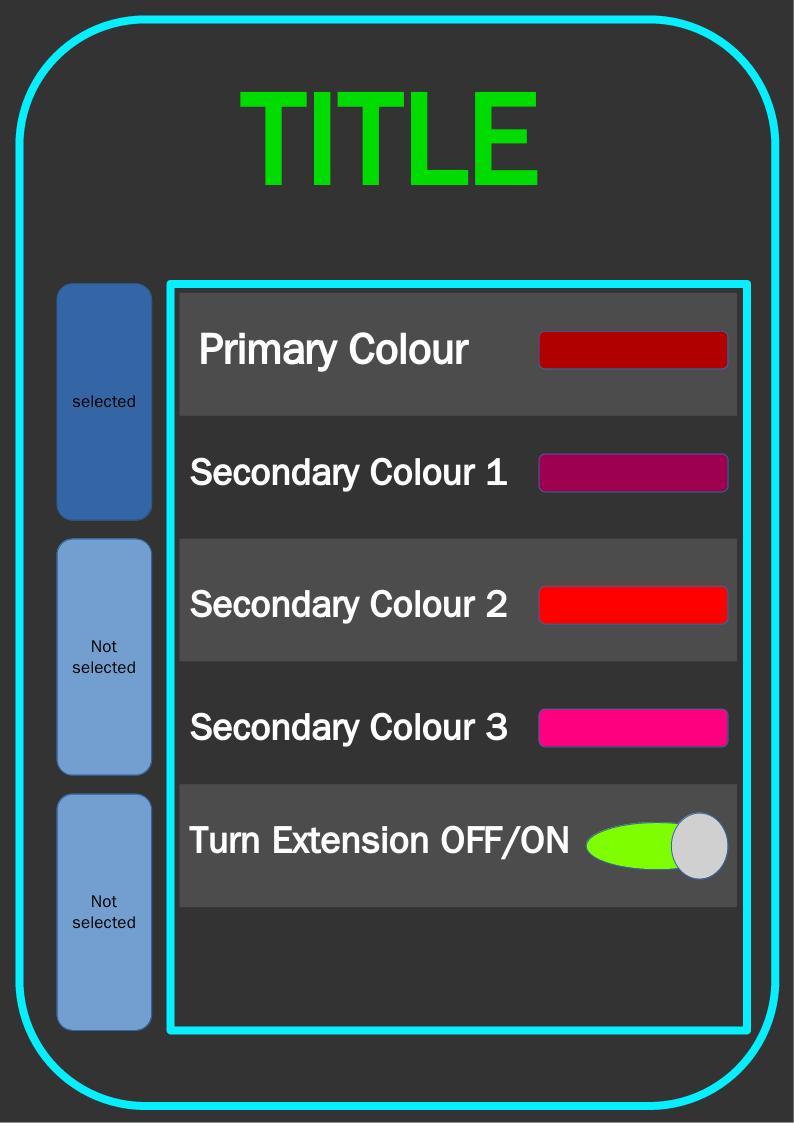 TITLE
selected
Not
selected
Not
selected
Primary Colour
Secondary Colour 1
Secondary Colour 2
Secondary Colour 3
Turn Extension OFF/ON